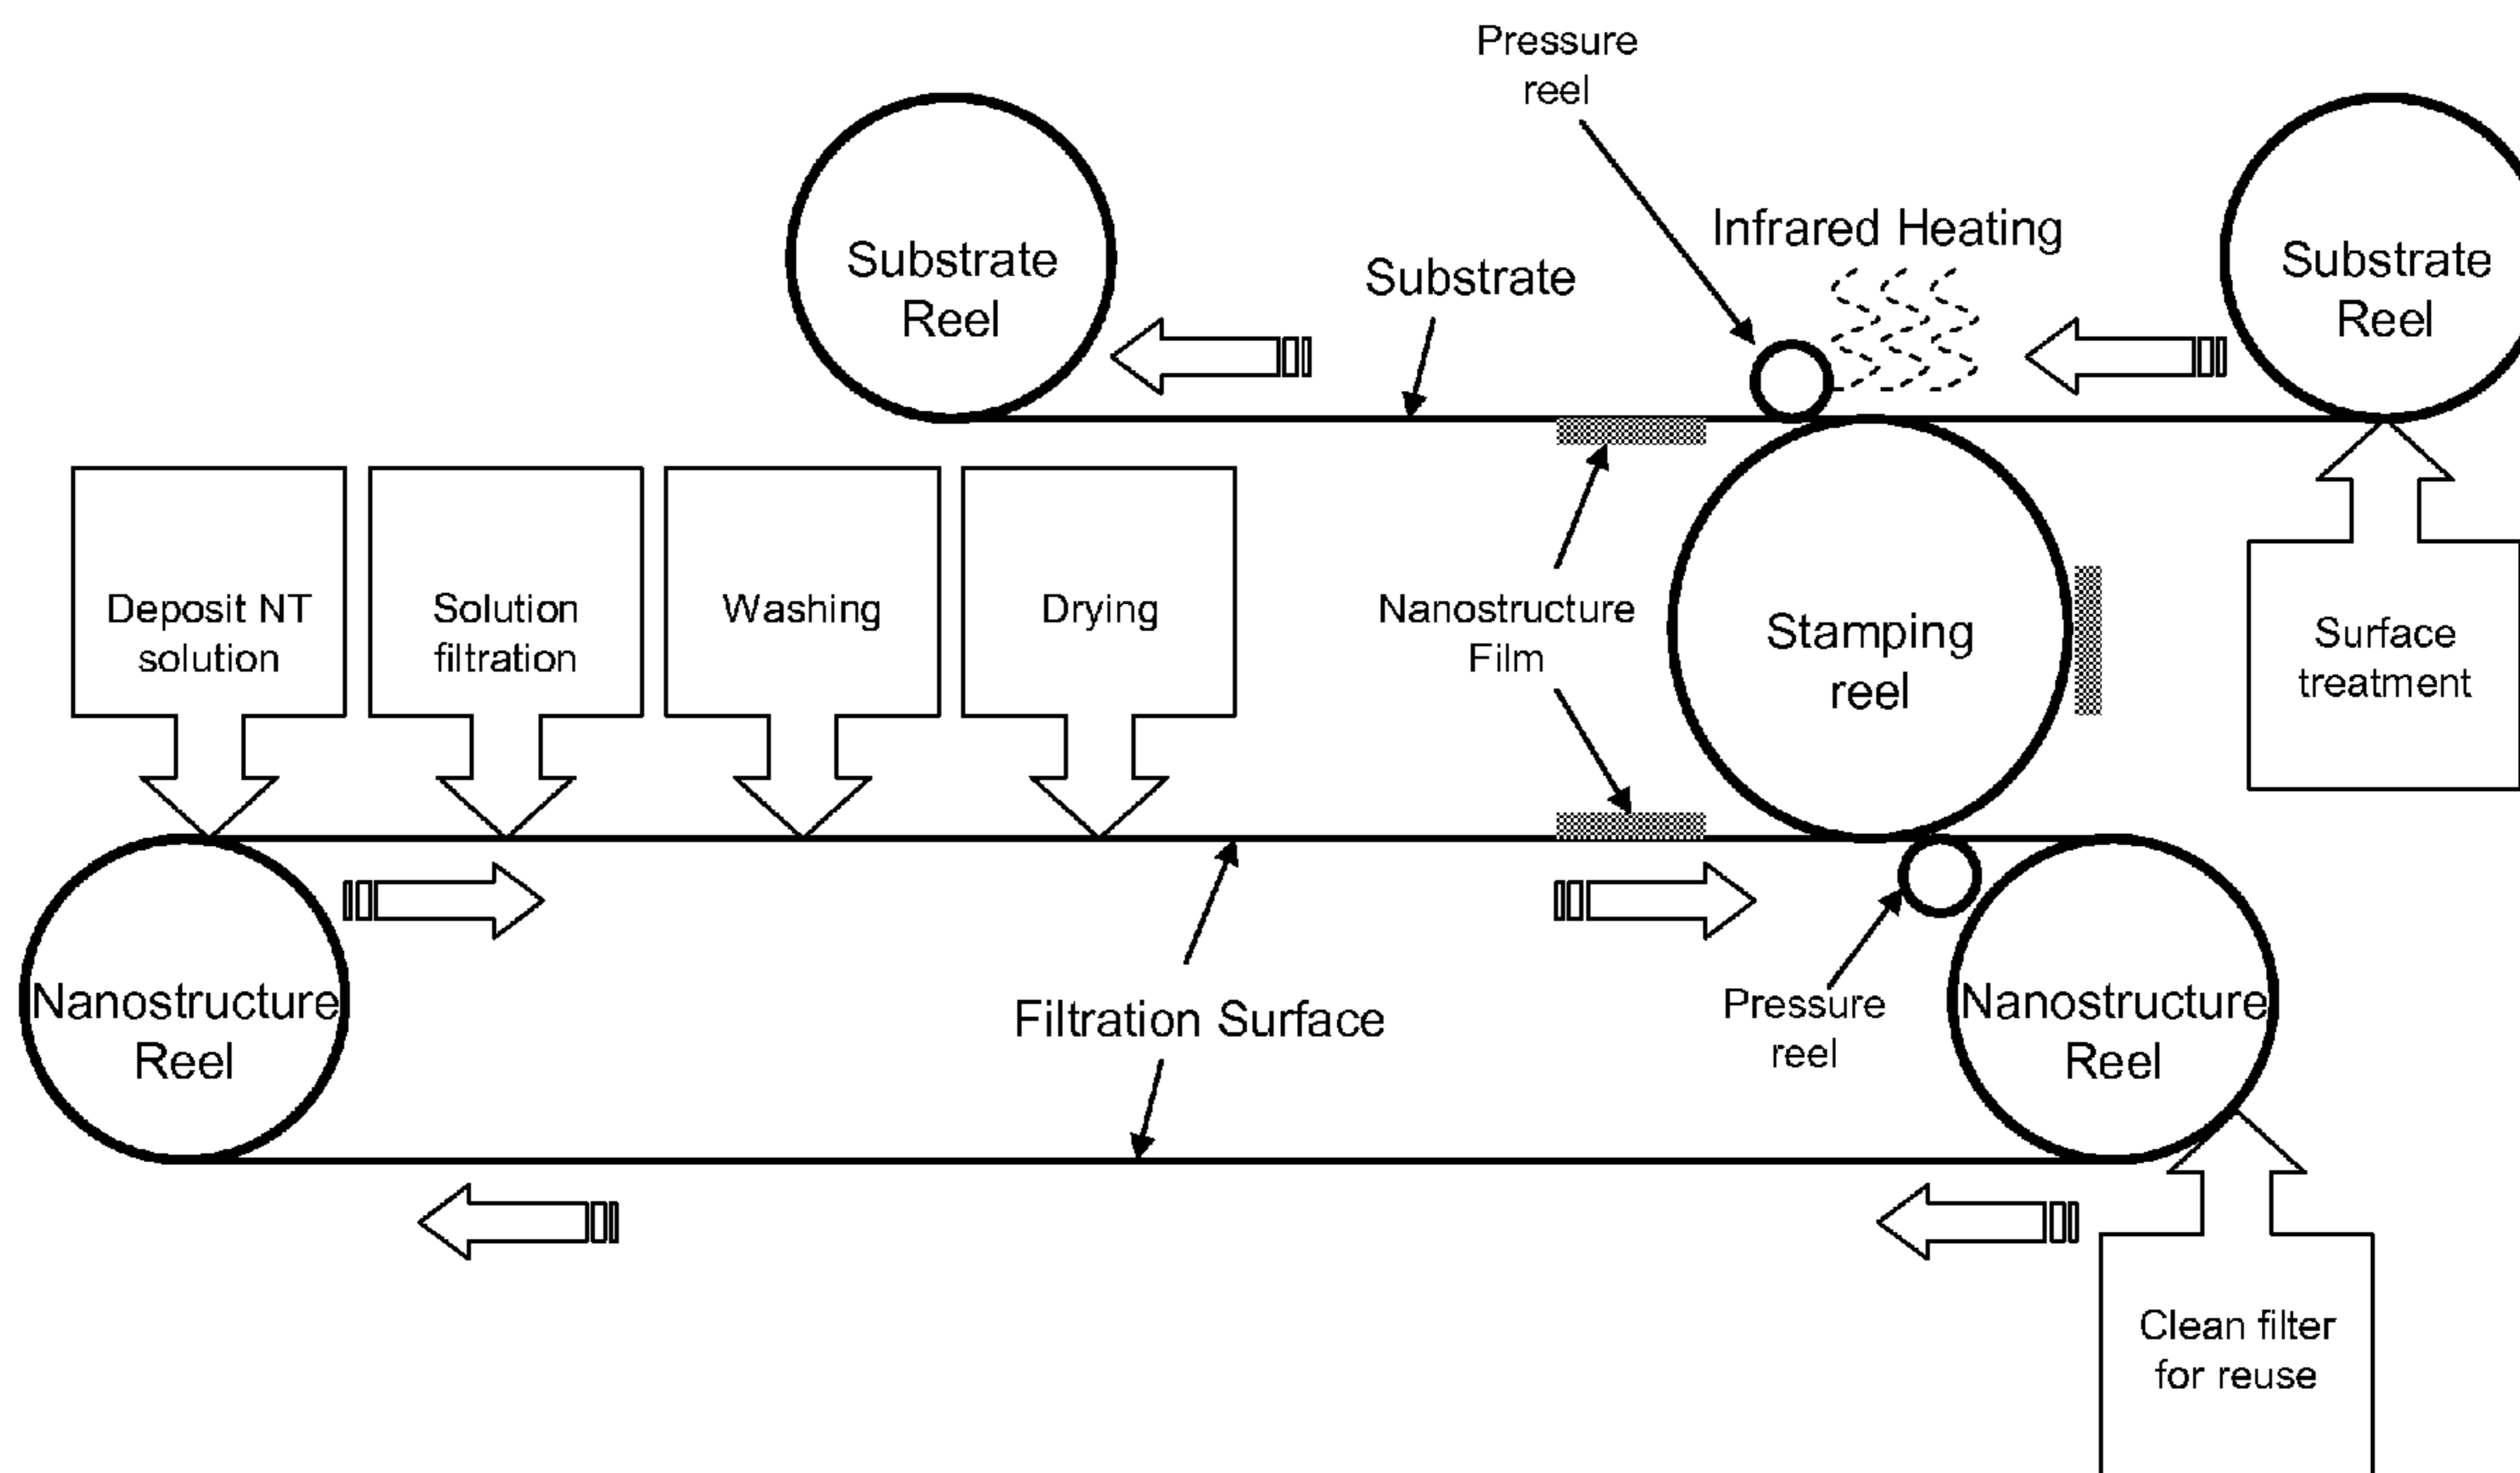 Pressure
reel
Infrared Heating
Substrate
Reel
Substrate
Substrate
Reel
Deposit NT
solution
Solution
filtration
Washing
Drying
Nanostructure
Film
Stamping
reel
Surface
treatment
Nanostructure
Reel
Filtration Surface
Pressure
reel
Nanostructure
Reel
Clean filter
for reuse